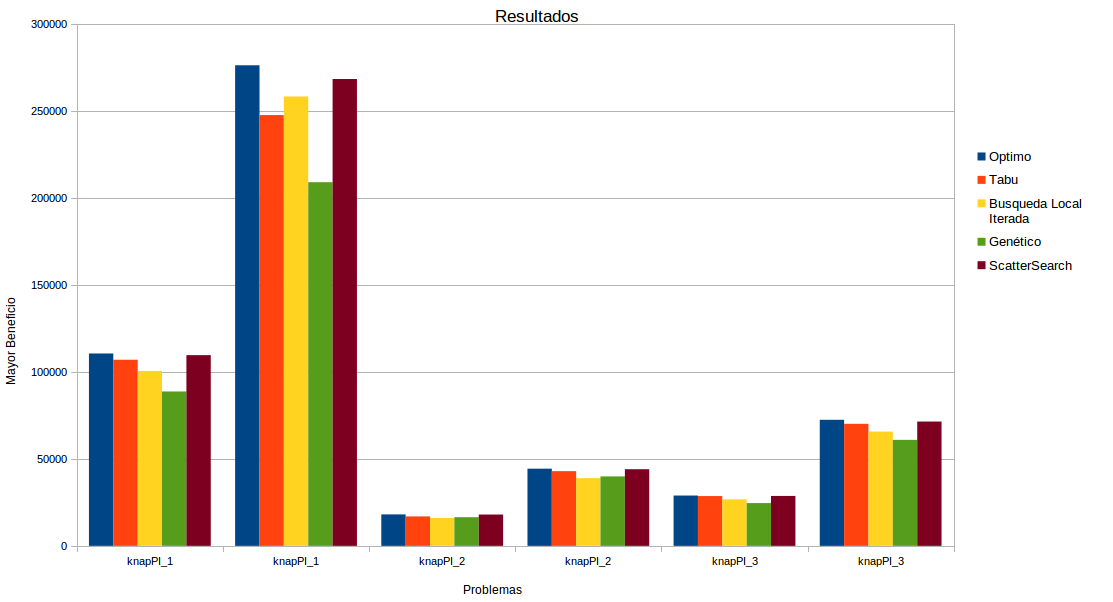 Resultados
300000
250000
200000
150000
100000
50000
0
Mayor Beneficio
knapPI_1
knapPI_1
knapPI_2
knapPI_2
knapPI_3
knapPI_3
Problemas
Optimo
Tabu
Busqueda Local
Iterada
Genético
ScatterSearch